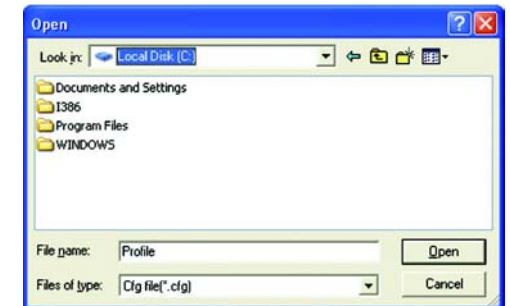 Open
Look in: Local Disk (C:)
Documents and Settings
I386
Program Files
WINDOWS
File name: Profile Open
Files of type: Cfg file(*.cfg) Cancel